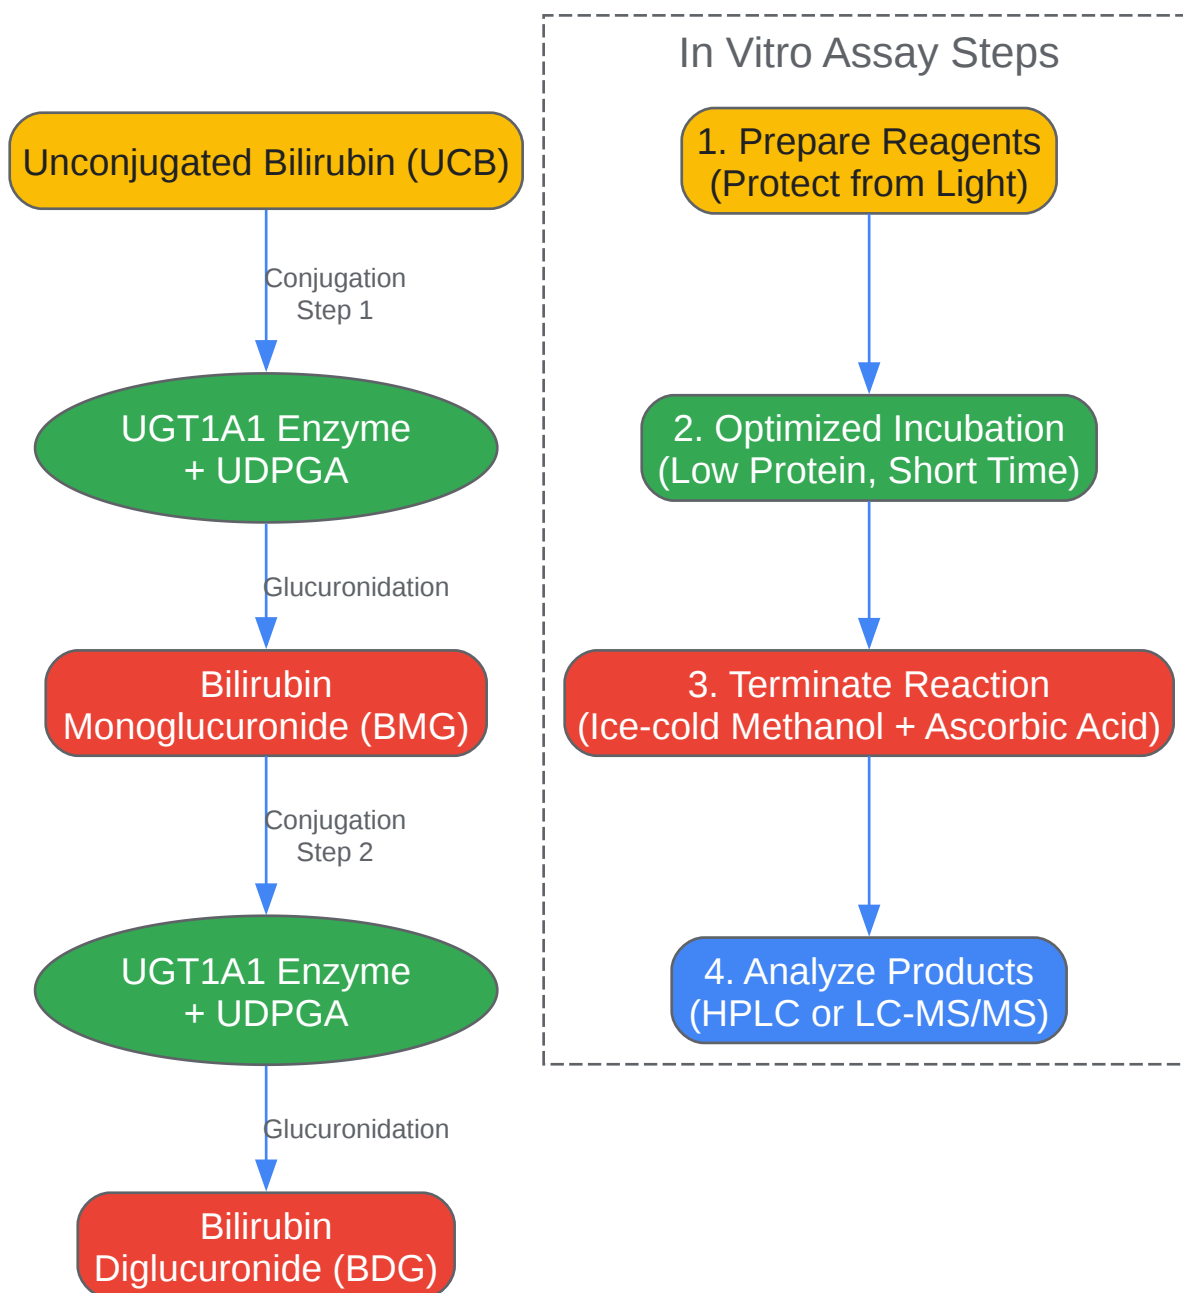 Unconjugated Bilirubin (UCB)
Conjugation
Step 1
UGT1A1 Enzyme
+ UDPGA
Glucuronidation
Bilirubin
Monoglucuronide (BMG)
Conjugation
Step 2
UGT1A1 Enzyme
+ UDPGA
Glucuronidation
Bilirubin
Diglucuronide (BDG)
In Vitro Assay Steps
1. Prepare Reagents
(Protect from Light)
2. Optimized Incubation
(Low Protein, Short Time)
3. Terminate Reaction
(Ice-cold Methanol + Ascorbic Acid)
4. Analyze Products
(HPLC or LC-MS/MS)